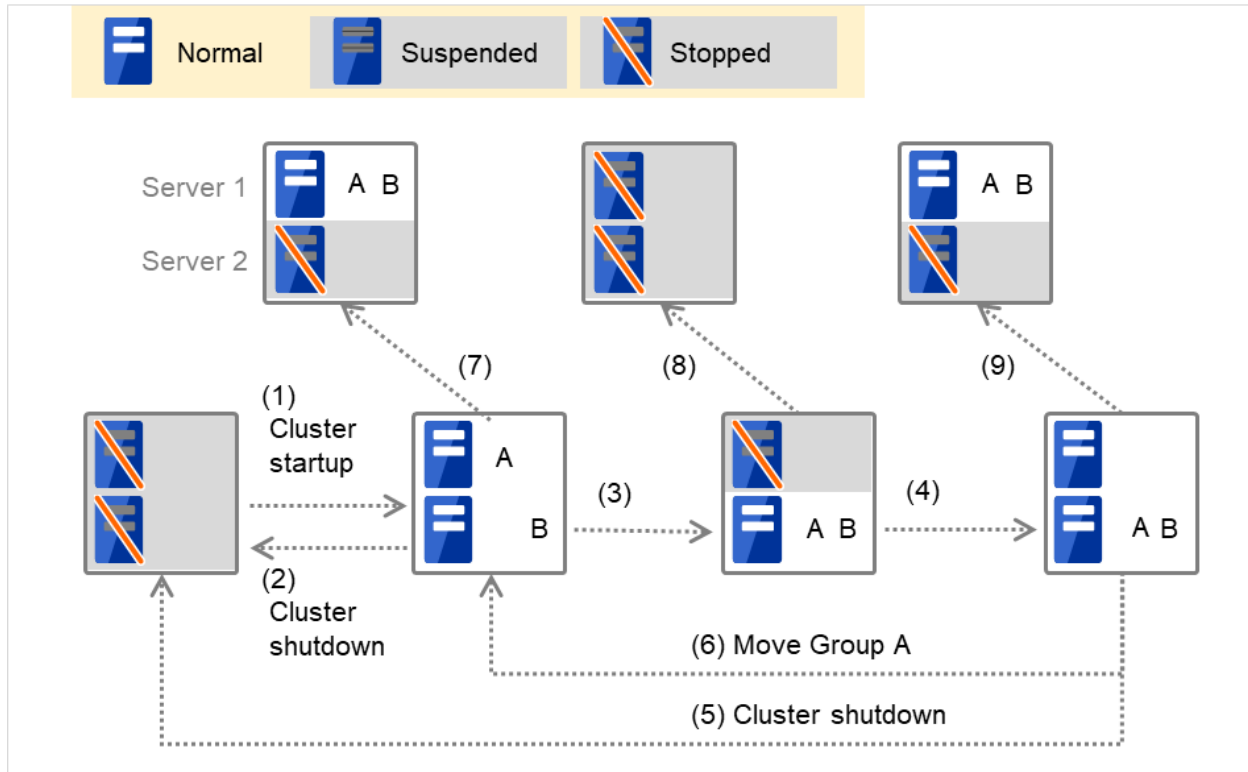 Normal
Suspended
Stopped
Server 1
A B
A B
Server 2
(7)
(8)
(9)
(1)
Cluster
startup
A
B
(3)
A B
(4)
A B
(2)
Cluster
shutdown
(6) Move Group A
(5) Cluster shutdown